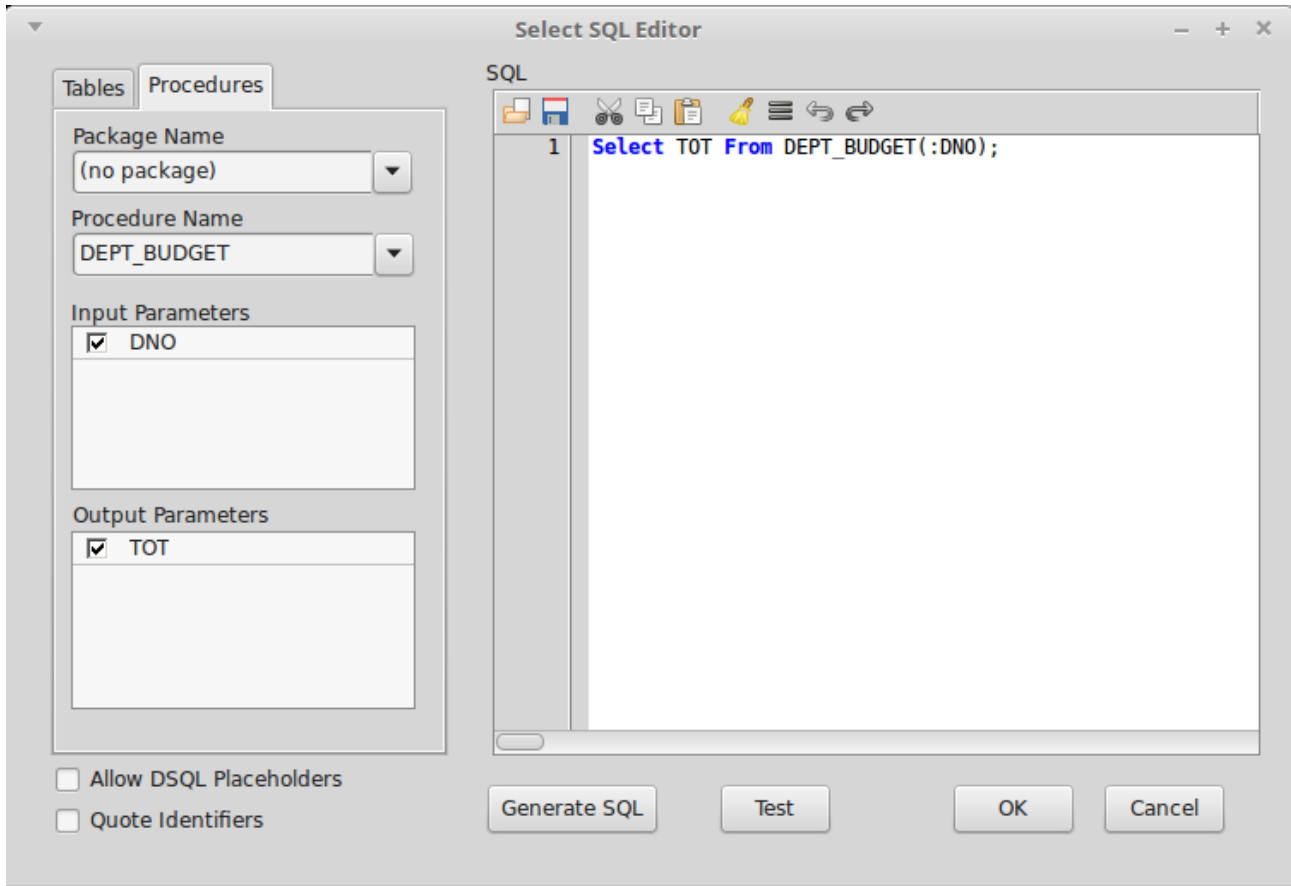 Select SQL Editor
Tables
Procedures
Package Name
(no package)
Procedure Name
DEPT_BUDGET
Input Parameters
DNO
Output Parameters
TOT
Allow DSQL Placeholders
Quote Identifiers
SQL
1 Select TOT From DEPT_BUDGET(:DNO);
Generate SQL
Test
OK
Cancel